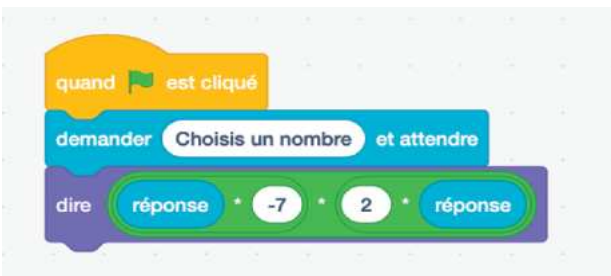 quand est cliqué
demander Choisis un nombre et attendre
dire réponse * -7 * 2 * réponse